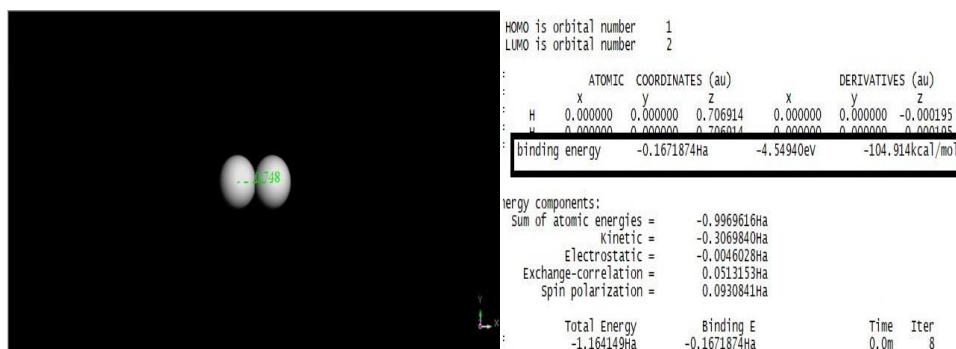 HOMO is orbital number 1
LUMO is orbital number 2
ATOMIC COORDINATES (au) DERIVATIVES (au)
x y z x y z
H 0.000000 0.000000 0.706914 0.000000 0.000000 -0.000195
binding energy -0.1671874Ha -4.54940eV -104.914kcal/mol
Sum of atomic energies = -0.9969616Ha
Kinetic = -0.3069840Ha
Electrostatic = -0.0046028Ha
Exchange-correlation = 0.0513153Ha
Spin polarization = 0.0930841Ha
Total Energy Binding E Time Iter
-1.164149Ha -0.1671874Ha 0.0m 8
components:
Y
X